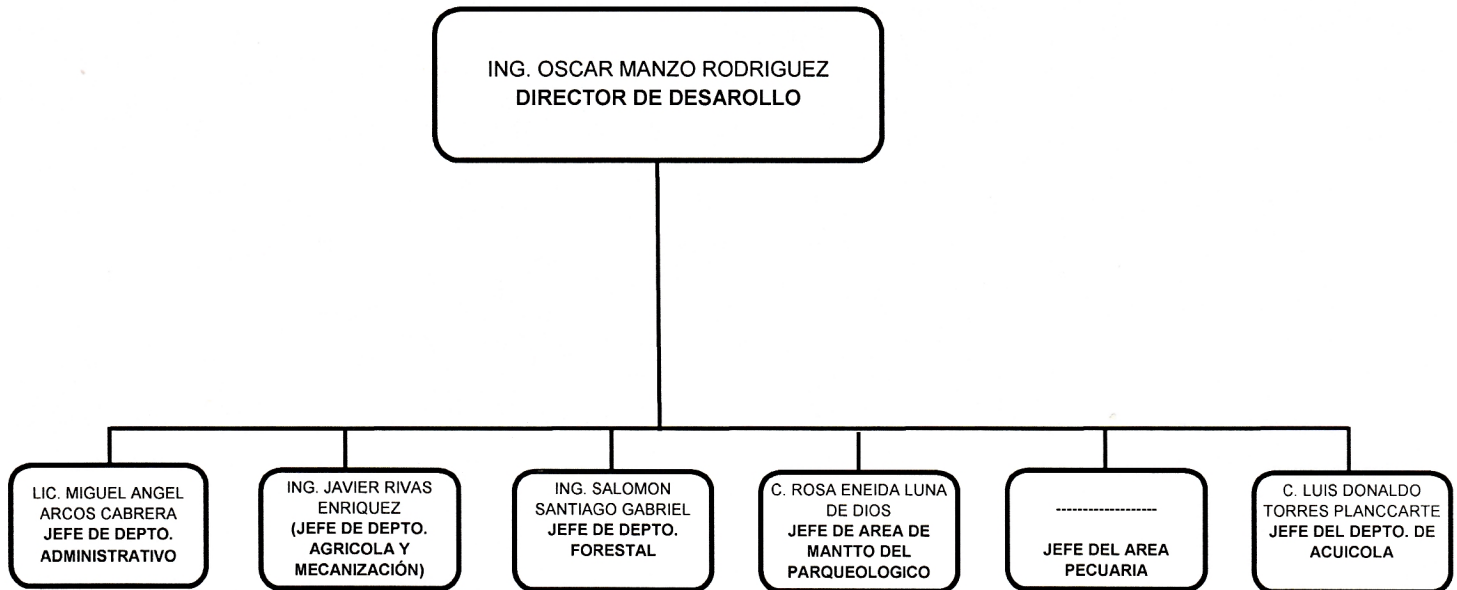 ING. OSCAR MANZO RODRIGUEZ
DIRECTOR DE DESAROLLO
LIC. MIGUEL ANGEL
ARCOS CABRERA
JEFE DE DEPTO.
ADMINISTRATIVO
ING. JAVIER RIVAS
ENRIQUEZ
(JEFE DE DEPTO.
AGRICOLA Y
MECANIZACIÓN)
ING. SALOMON
SANTIAGO GABRIEL
JEFE DE DEPTO.
FORESTAL
C. ROSA ENEIDA LUNA
DE DIOS
JEFE DE AREA DE
MANTTO DEL
PARQUEOLOGICO
-------------------
JEFE DEL AREA
PECUARIA
C. LUIS DONALDO
TORRES PLANCCARTE
JEFE DEL DEPTO. DE
ACUICOLA